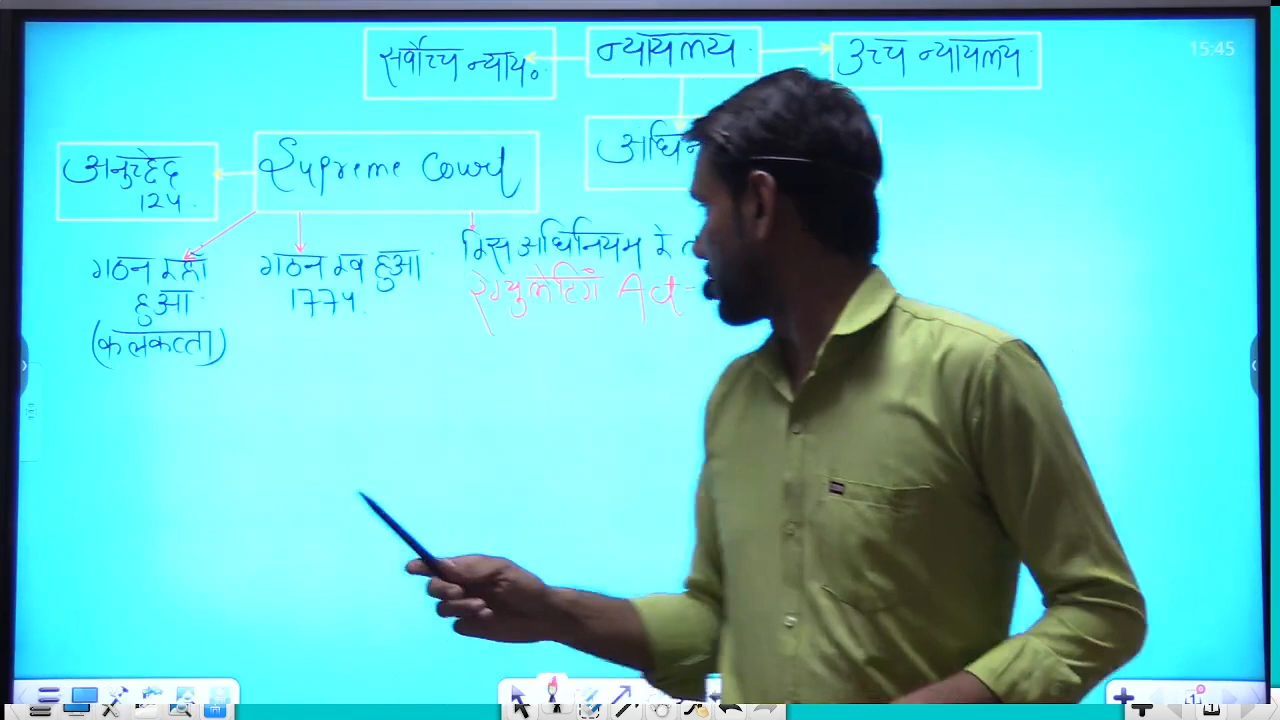 सर्वोच्च न्याय०
न्यायलय
उच्च न्यायलय
15:45
अनुच्छेद
124
Supreme Court
गठन कहाँ
हुआ
(कलकत्ता)
गठन कब हुआ
1774
किस अधिनियम के
रेग्युलेटिंग Act-